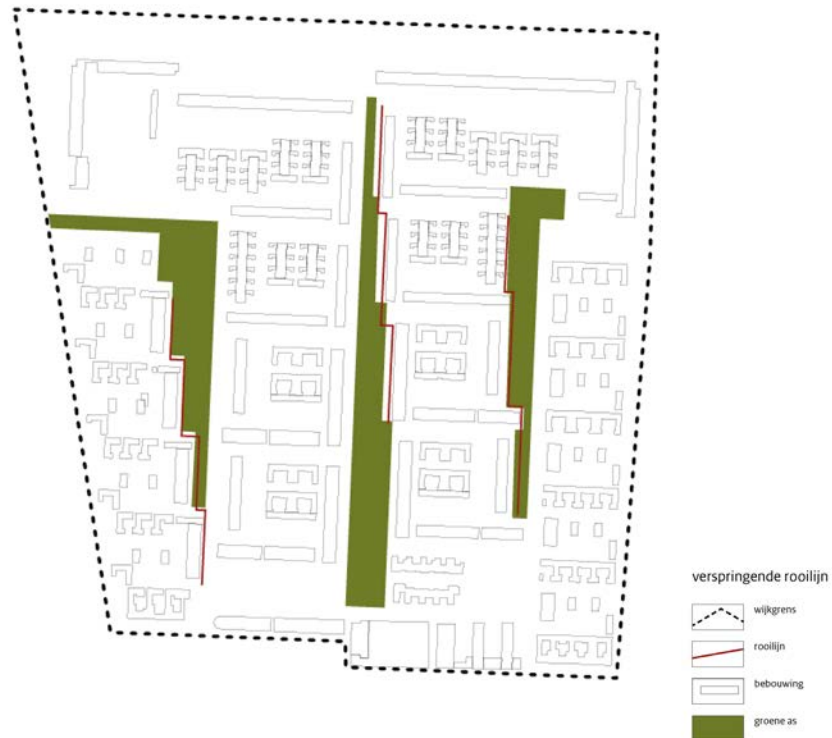 verspringende rooilijn
wijkgrens
rooilijn
bebouwing
groene as